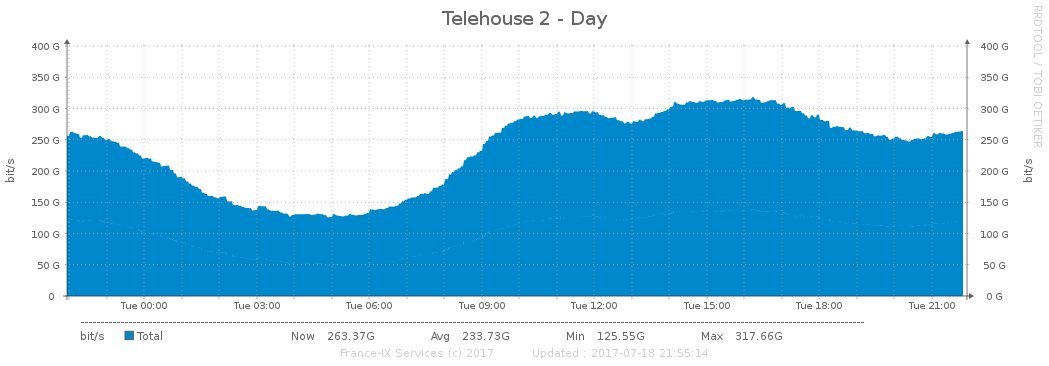 Telehouse 2 - Day
RRDTOOL / TOBI OETIKER
400 G 400 G
350 G 350 G
300 G 300 G
250 G 250 G
200 G 200 G
150 G 150 G
100 G 100 G
50 G 50 G
0 0 G
bit/s bit/s
Tue 00:00 Tue 03:00 Tue 06:00 Tue 09:00 Tue 12:00 Tue 15:00 Tue 18:00 Tue 21:00
bit/s Total Now 263.37G Avg 233.73G Min 125.55G Max 317.66G
France-IX Services (c) 2017 Updated : 2017-07-18 21:55:14